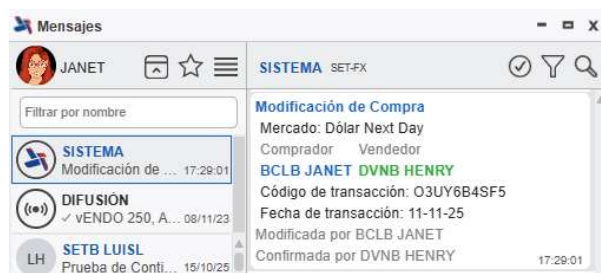 Mensajes
JANET
SISTEMA SET-FX
Filtrar por nombre
SISTEMA
Modificación de ... 17:29:01
DIFUSIÓN
✓ vENDO 250, A... 08/11/23
LH
SETB LUISL
Prueba de Conti... 15/10/25
Modificación de Compra
Mercado: Dólar Next Day
Comprador Vendedor
BCLB JANET DVNB HENRY
Código de transacción: O3UY6B4SF5
Fecha de transacción: 11-11-25
Modificada por BCLB JANET
Confirmada por DVNB HENRY 17:29:01